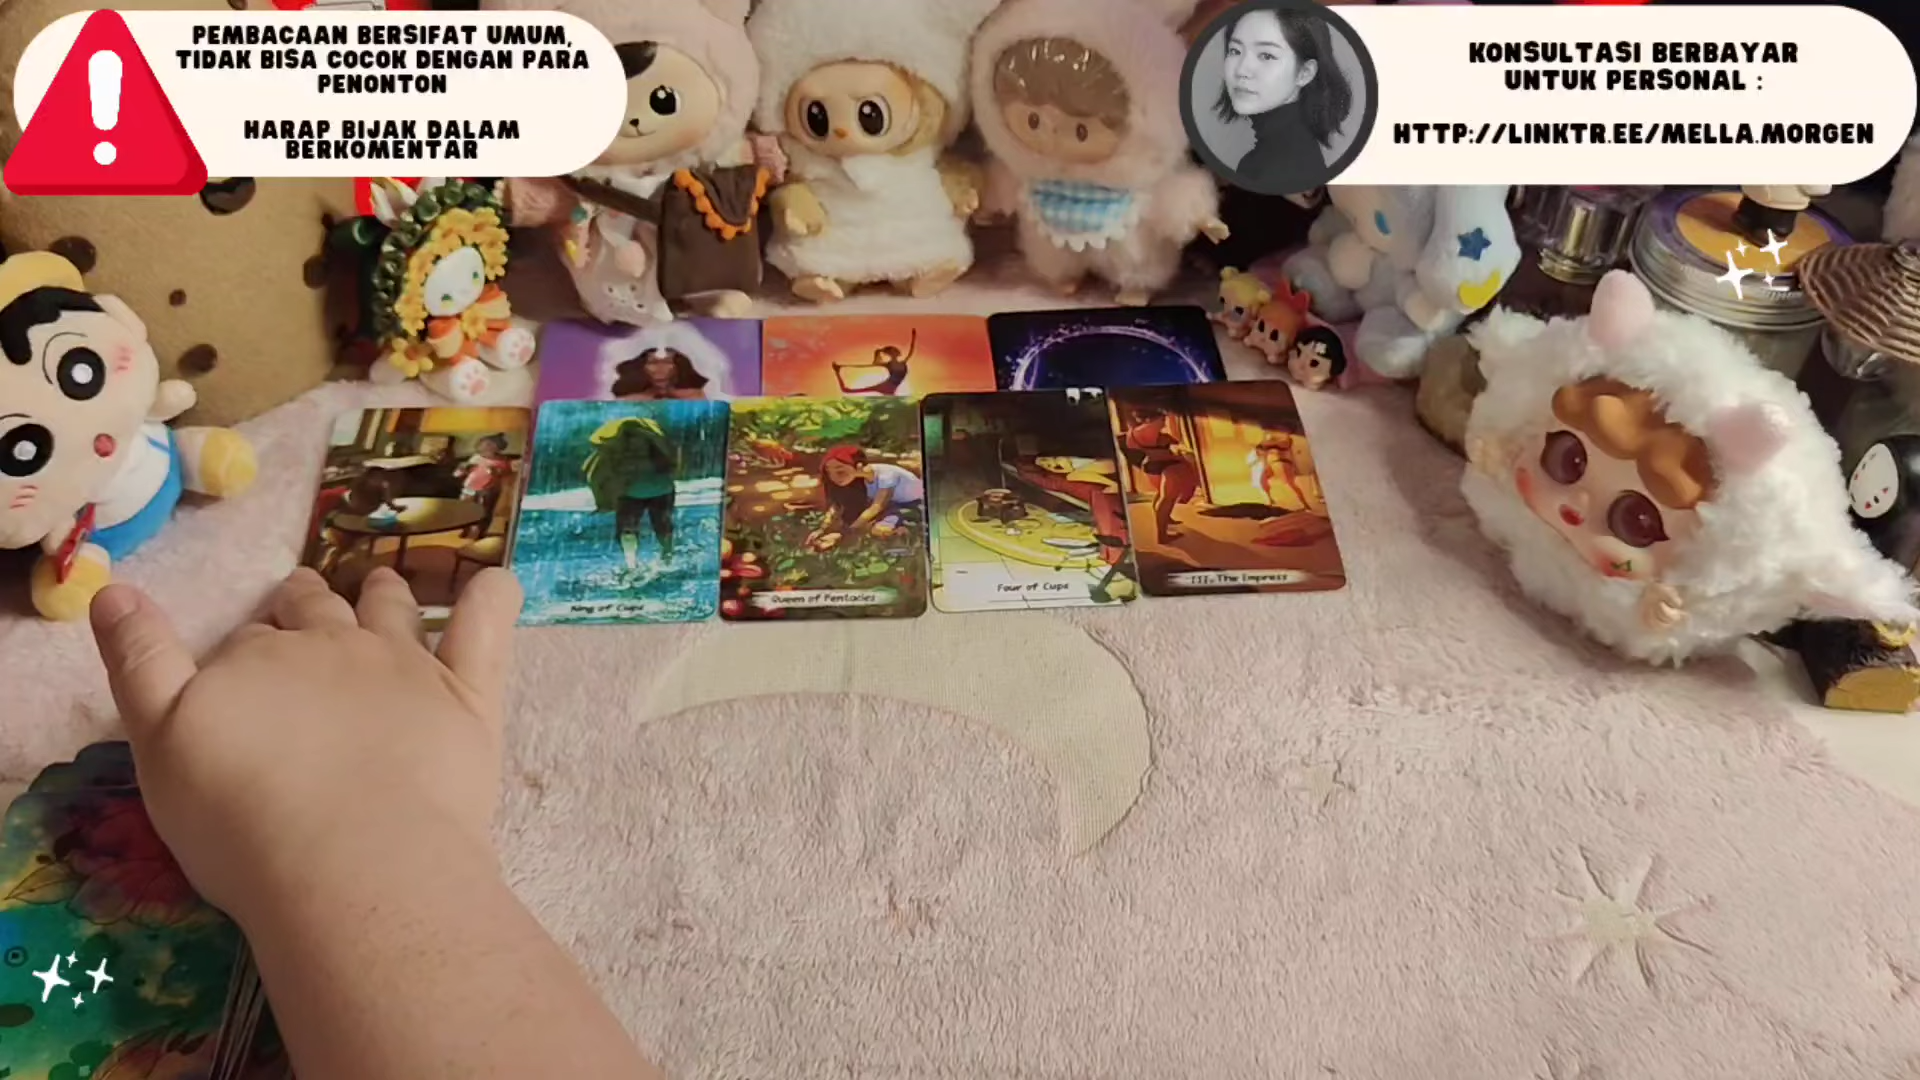 PEMBACAAN BERSIFAT UMUM,
TIDAK BISA COCOK DENGAN PARA
PENONTON
HARAP BIJAK DALAM
BERKOMENTAR
KONSULTASI BERBAYAR
UNTUK PERSONAL :
HTTP://LINKTR.EE/MELLA.MORGEN
King of Cups
Queen of Pentacles
Four of Cups
III. The Empress